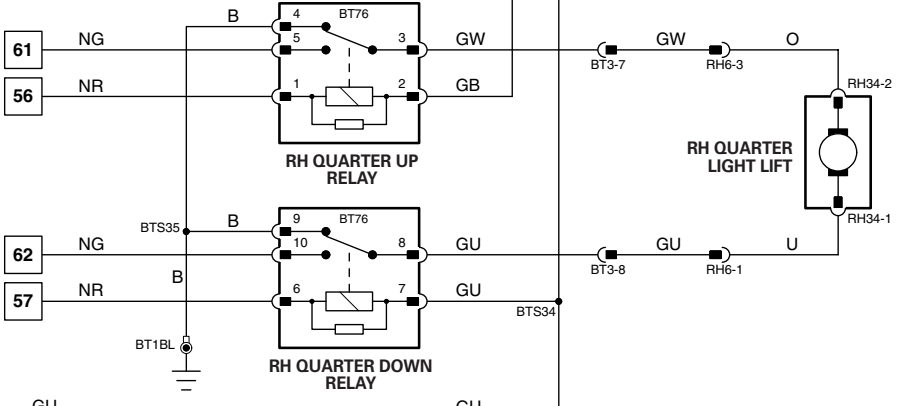 B 4 BT76
61 NG 5 3 GW GW O
BT3-7 RH6-3
56 NR 1 2 GB RH34-2
RH QUARTER UP
RELAY
RH QUARTER
LIGHT LIFT
BTS35 B 9 BT76 RH34-1
62 NG 10 8 GU GU U
BT3-8 RH6-1
B
57 NR 6 7 GU
BTS34
BT1BL
RH QUARTER DOWN
RELAY
GU GU